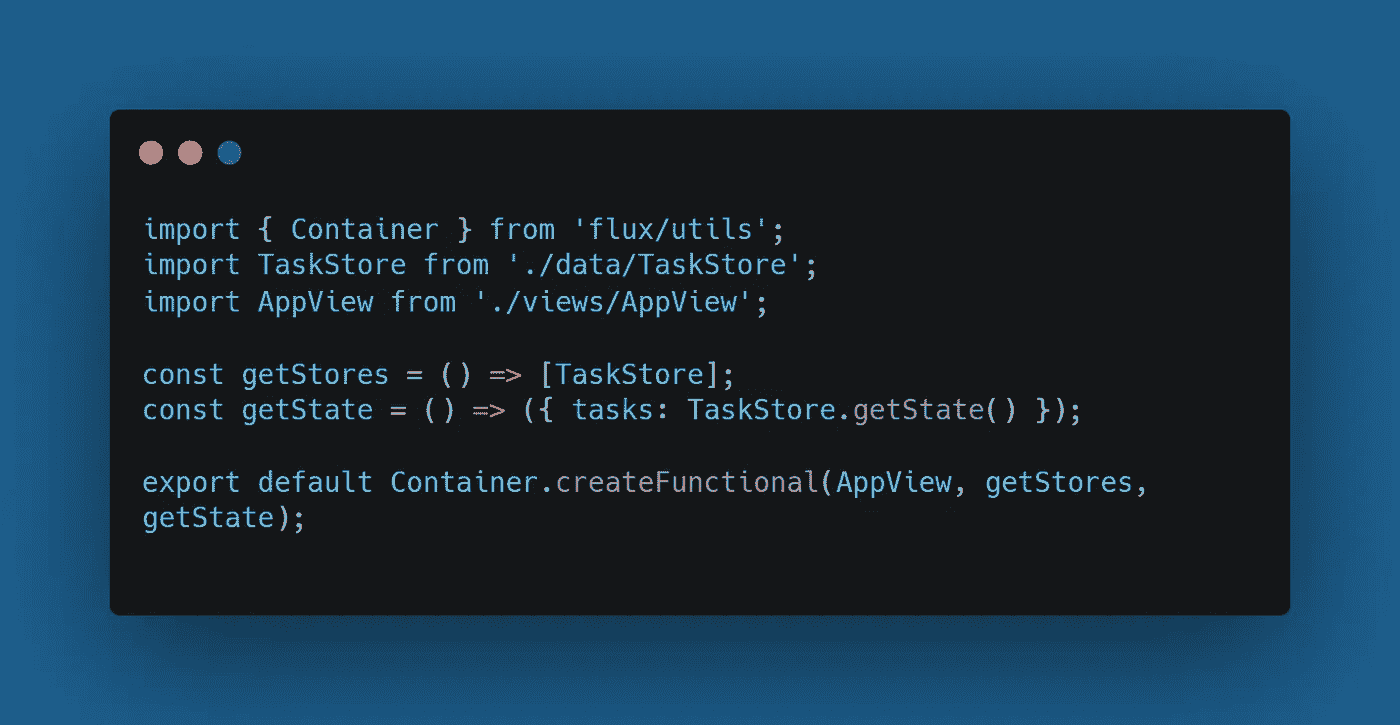 import { Container } from 'flux/utils';
import TaskStore from './data/TaskStore';
import AppView from './views/AppView';
const getStores = () => [TaskStore];
const getState = () => ({ tasks: TaskStore.getState() });
export default Container.createFunctional(AppView, getStores,
getState);